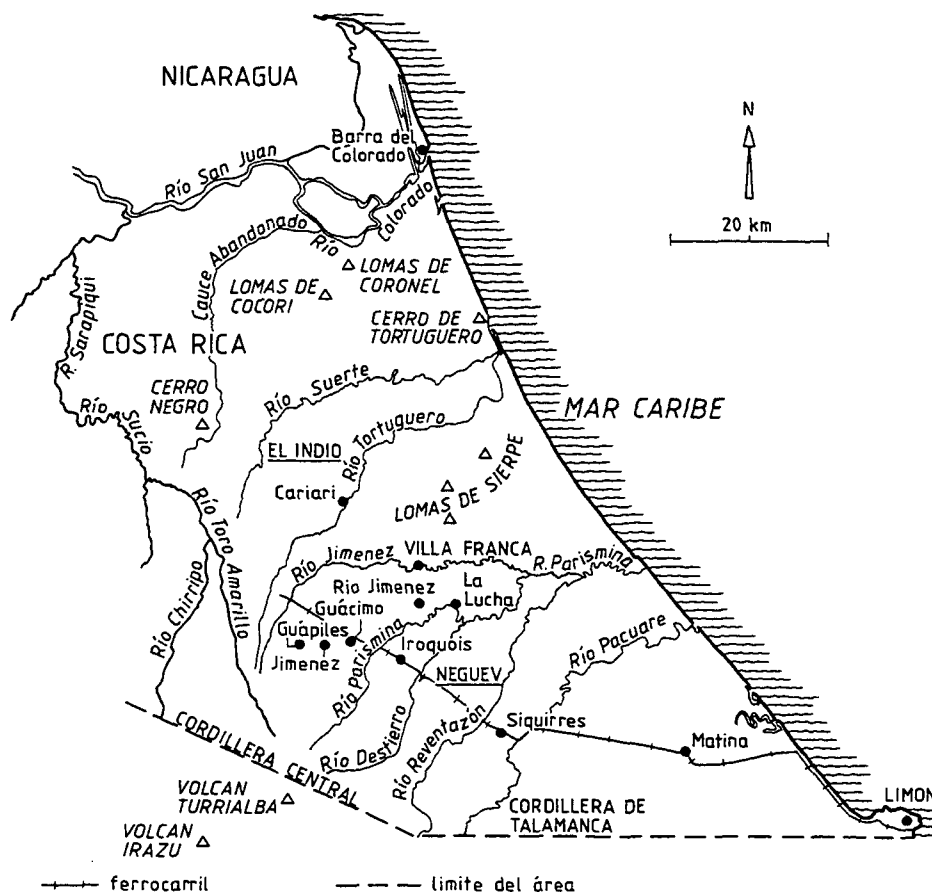 NICARAGUA
N
Barra del
Colorado
Río San Juan
20 km
Río Colorado
Cauce Abandonado
LOMAS DE
CORONEL
LOMAS DE
COCORI
R. Sarapiqui
CERRO DE
TORTUGUERO
COSTA RICA
CERRO
NEGRO
Río Suerte
MAR CARIBE
Río Sucio
Río Tortuguero
EL INDIO
Cariari
LOMAS DE SIERPE
Río Toro Amarillo
Río Jimenez
VILLA FRANCA
R. Parismina
Río Jimenez
La
Lucha
Río Chirripo
Guácimo
Guápiles
Jimenez
Río Parismina
Iroquóis
Río Pacuare
NEGUEV
Siquirres
Matina
Río Destierro
Río Reventazón
CORDILLERA CENTRAL
VOLCAN
TURRIALBA
CORDILLERA DE
TALAMANCA
LIMON
VOLCAN
IRAZU
ferrocarril
limite del área